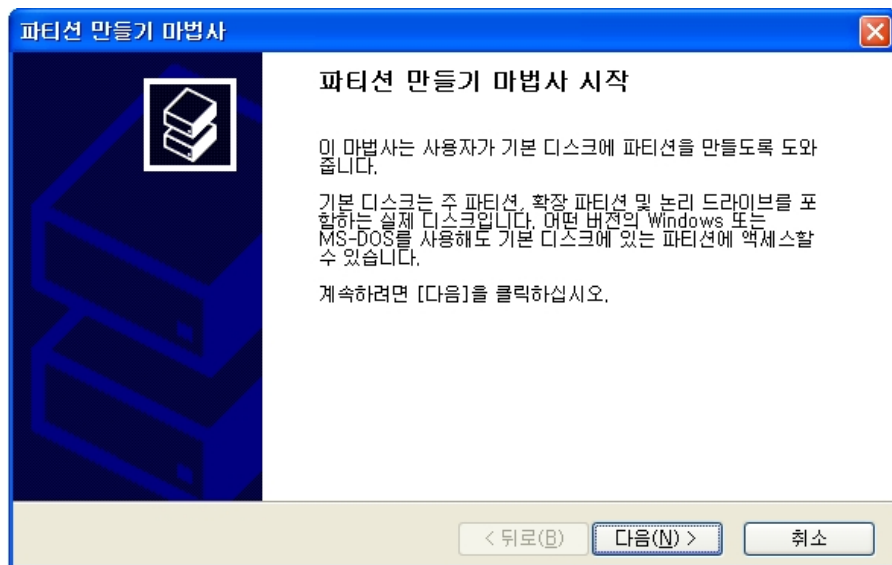 파티션 만들기 마법사
파티션 만들기 마법사 시작
이 마법사는 사용자가 기본 디스크에 파티션을 만들도록 도와
줍니다.
기본 디스크는 주 파티션, 확장 파티션 및 논리 드라이브를 포
함하는 실제 디스크입니다. 어떤 버전의 Windows 또는
MS-DOS를 사용해도 기본 디스크에 있는 파티션에 액세스할
수 있습니다.
계속하려면 [다음]을 클릭하십시오.
< 뒤로(B) 다음(N) > 취소